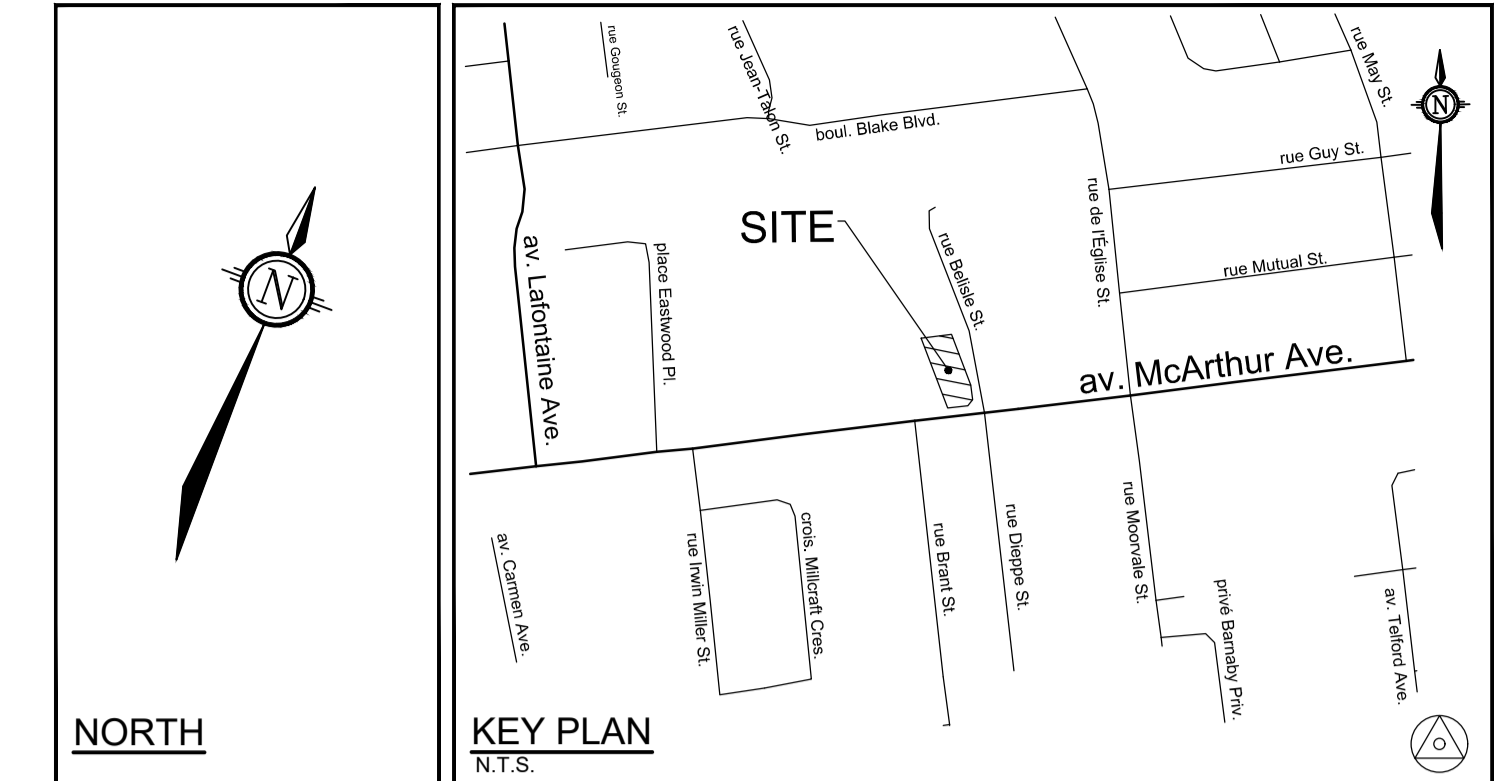 N
NORTH
rue Gougeon St.
rue Jean-Talon St.
boul. Blake Blvd.
rue May St.
N
rue Guy St.
rue de l'Église St.
SITE
av. Lafontaine Ave.
place Eastwood Pl.
rue Belisle St.
rue Mutual St.
av. McArthur Ave.
av. Carmen Ave.
rue Irwin Miller St.
crois. Millcraft Cres.
rue Brant St.
rue Dieppe St.
rue Moorvale St.
privé Barnaby Priv.
av. Telford Ave.
KEY PLAN
N.T.S.